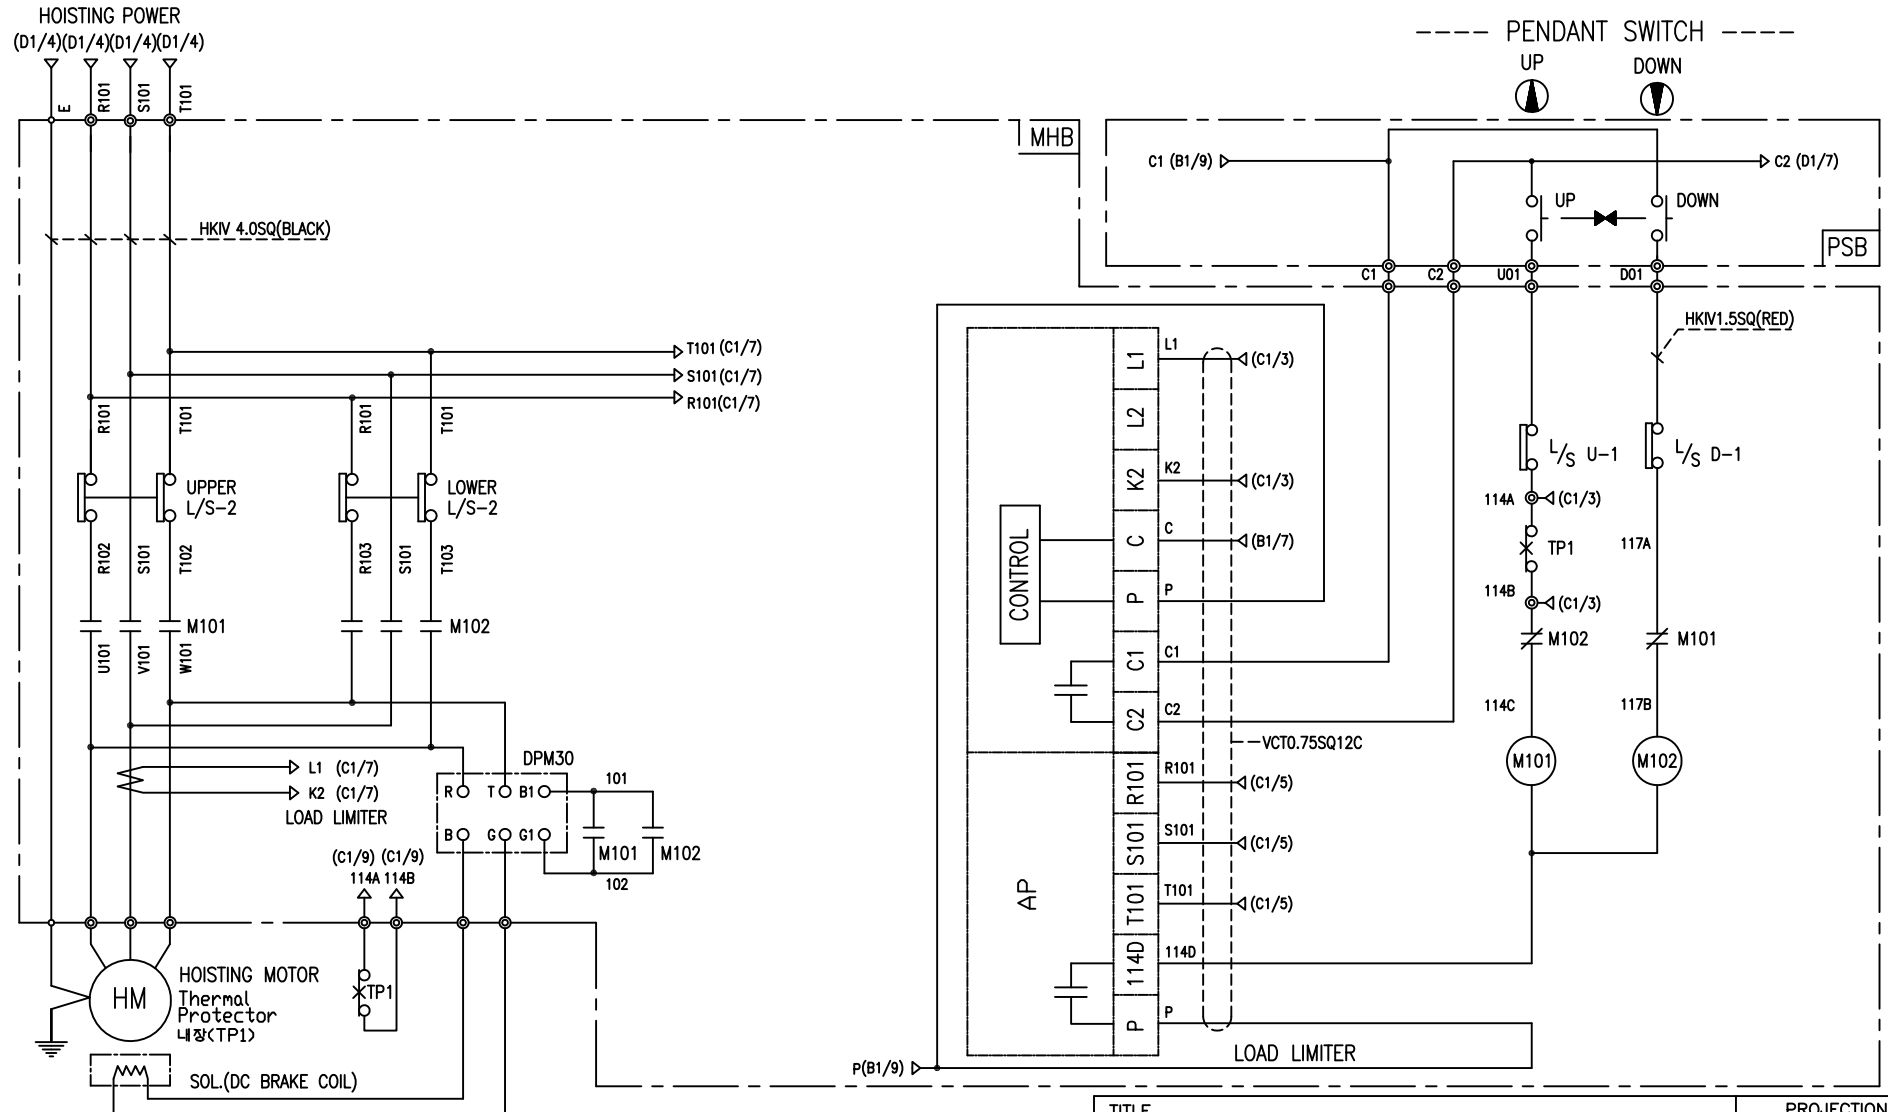 HOISTING POWER
(D1/4)(D1/4)(D1/4)(D1/4)
E
R101
S101
T101
---- PENDANT SWITCH ----
UP
DOWN
MHB
C1 (B1/9)
C2 (D1/7)
UP
DOWN
PSB
HKIV 4.0SQ(BLACK)
C1
C2
U01
D01
HKIV1.5SQ(RED)
T101 (C1/7)
S101 (C1/7)
R101(C1/7)
R101
T101
R101
T101
UPPER
L/S-2
LOWER
L/S-2
R102
S101
T102
R103
S101
T103
M101
M102
U101
V101
W101
L1 (C1/7)
K2 (C1/7)
LOAD LIMITER
DPM30
R
T
B1
B
G
G1
101
M101
M102
102
(C1/9) (C1/9)
114A 114B
TP1
HM
HOISTING MOTOR
Thermal
Protector
내장(TP1)
SOL.(DC BRAKE COIL)
CONTROL
AP
L1
L1
(C1/3)
L2
K2
K2
(C1/3)
C
C
(B1/7)
P
P
C1
C1
C2
C2
VCT0.75SQ12C
R101
R101
(C1/5)
S101
S101
(C1/5)
T101
T101
(C1/5)
114D
114D
P
P
LOAD LIMITER
P(B1/9)
L/S U-1
L/S D-1
114A
(C1/3)
TP1
117A
114B
(C1/3)
M102
M101
114C
117B
M101
M102
TITLE
PROJECTION